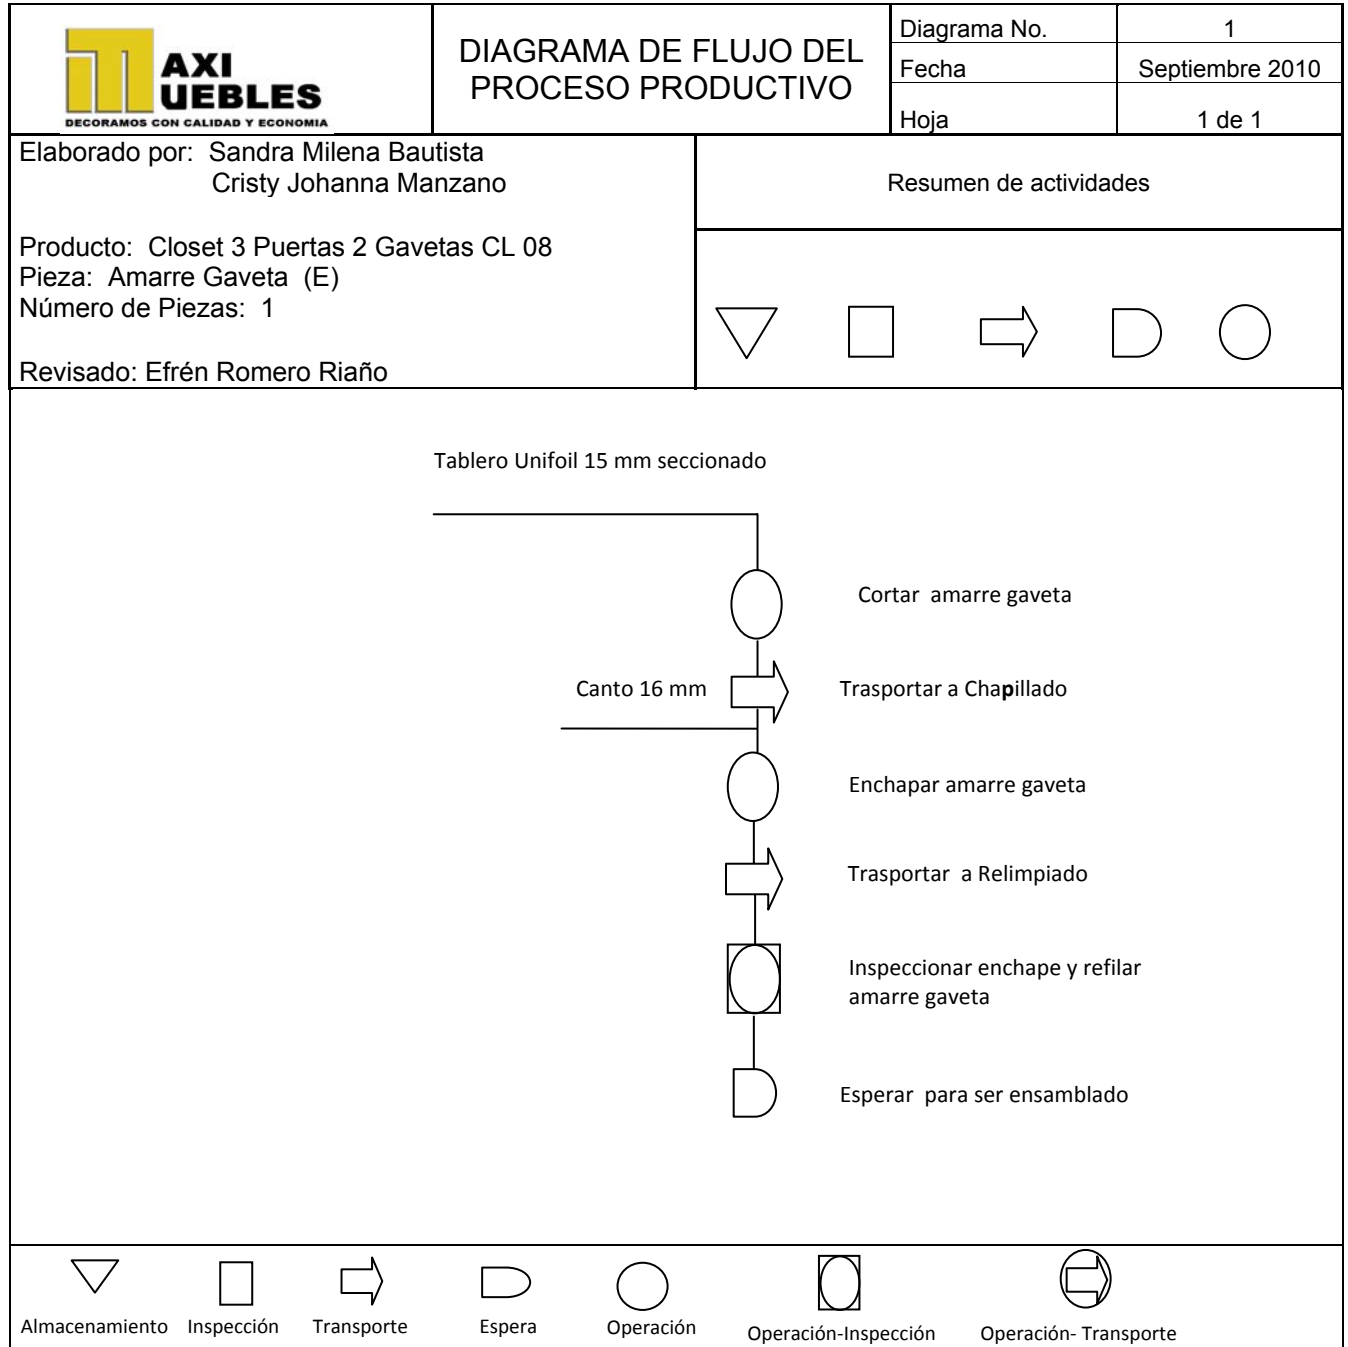 AXI
UEBLES
DECORAMOS CON CALIDAD Y ECONOMIA
DIAGRAMA DE FLUJO DEL
PROCESO PRODUCTIVO
Diagrama No. 1
Fecha Septiembre 2010
Hoja 1 de 1
Elaborado por: Sandra Milena Bautista
Cristy Johanna Manzano
Producto: Closet 3 Puertas 2 Gavetas CL 08
Pieza: Amarre Gaveta (E)
Número de Piezas: 1
Revisado: Efrén Romero Riaño
Resumen de actividades
Tablero Unifoil 15 mm seccionado
Cortar amarre gaveta
Canto 16 mm
Trasportar a Chapillado
Enchapar amarre gaveta
Trasportar a Relimpiado
Inspeccionar enchape y refilar
amarre gaveta
Esperar para ser ensamblado
Almacenamiento Inspección Transporte Espera Operación Operación-Inspección Operación- Transporte